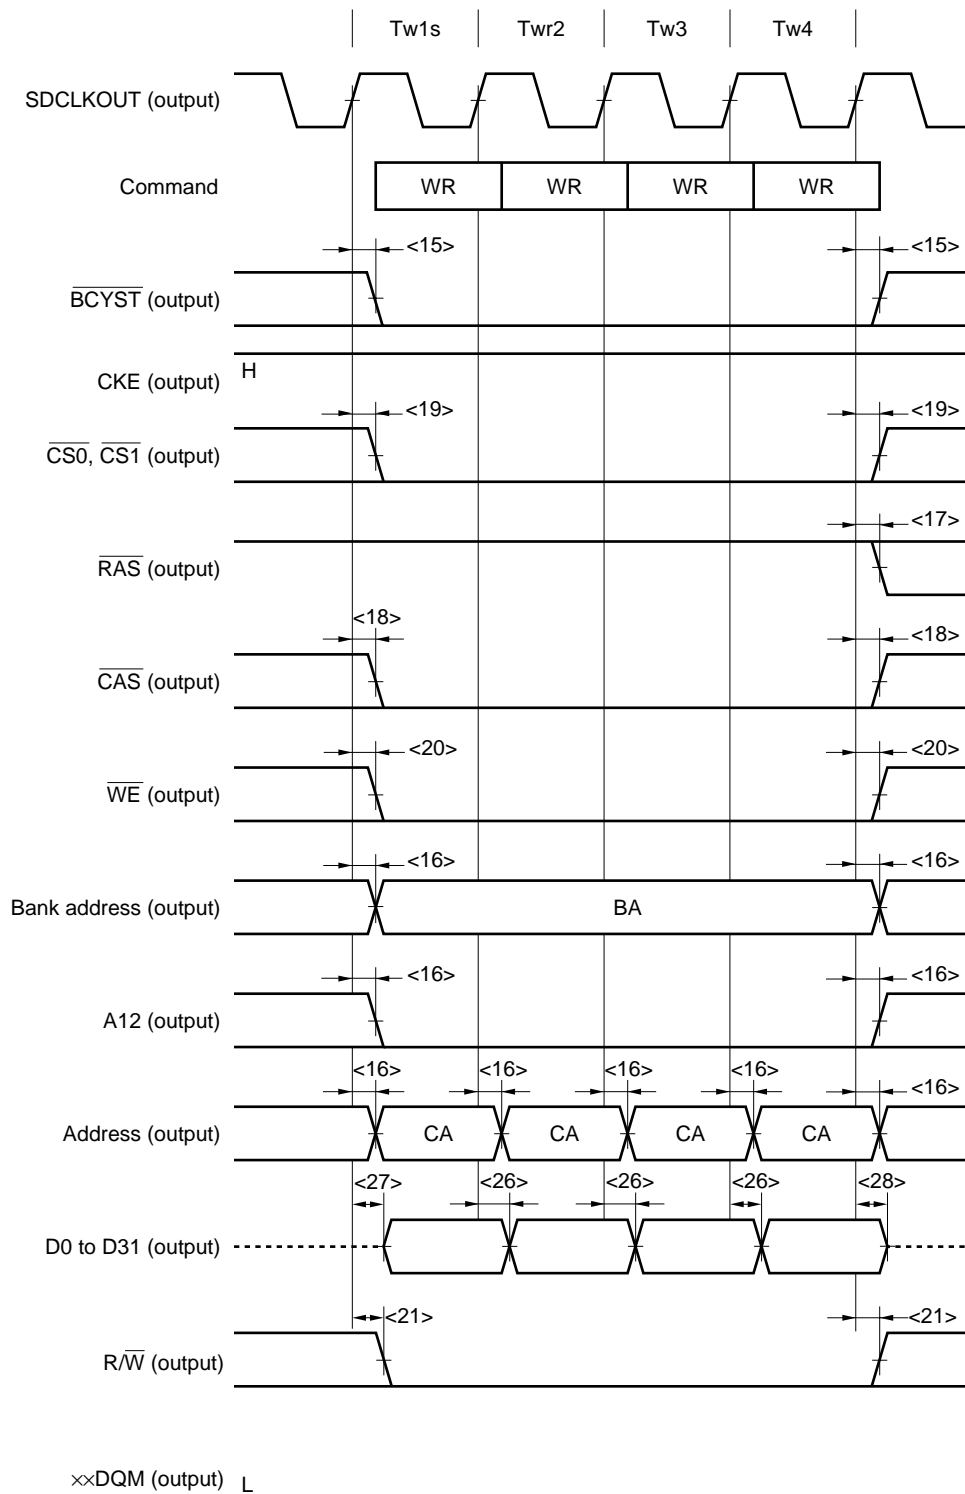 Tw1s Twr2 Tw3 Tw4
SDCLKOUT (output)
Command WR WR WR WR
<15> <15>
BCYST (output)
H
CKE (output)
<19> <19>
CS0, CS1 (output)
<17>
RAS (output)
<18> <18>
CAS (output)
<20> <20>
WE (output)
<16> <16>
Bank address (output) BA
<16> <16>
A12 (output)
<16> <16> <16> <16> <16>
Address (output) CA CA CA CA
<27> <26> <26> <26> <28>
D0 to D31 (output)
<21> <21>
R/W (output)
××DQM (output) L